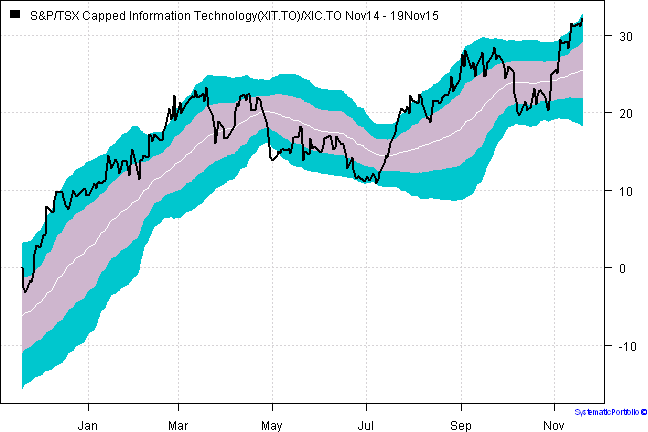 S&P/TSX Capped Information Technology(XIT.TO)/XIC.TO Nov14 - 19Nov15
30
20
10
0
-10
Jan Mar May Jul Sep Nov
SystematicPortfolio ©